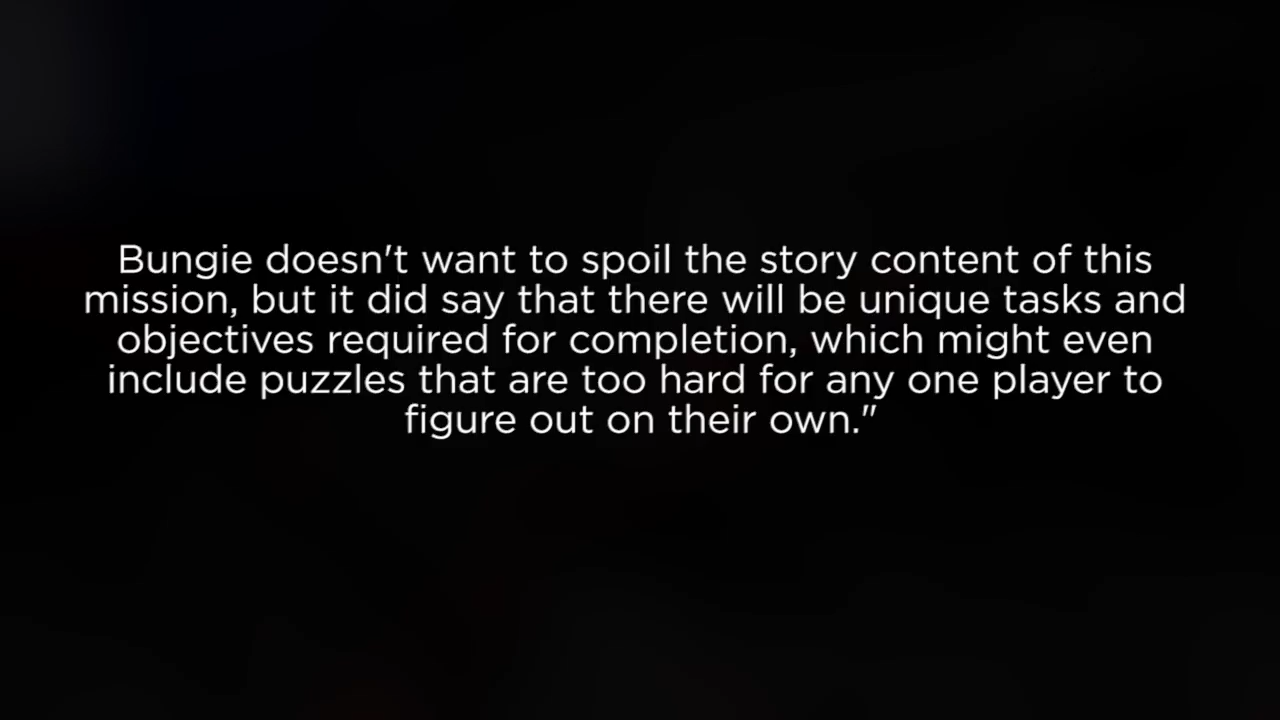 Bungie doesn't want to spoil the story content of this
mission, but it did say that there will be unique tasks and
objectives required for completion, which might even
include puzzles that are too hard for any one player to
figure out on their own."